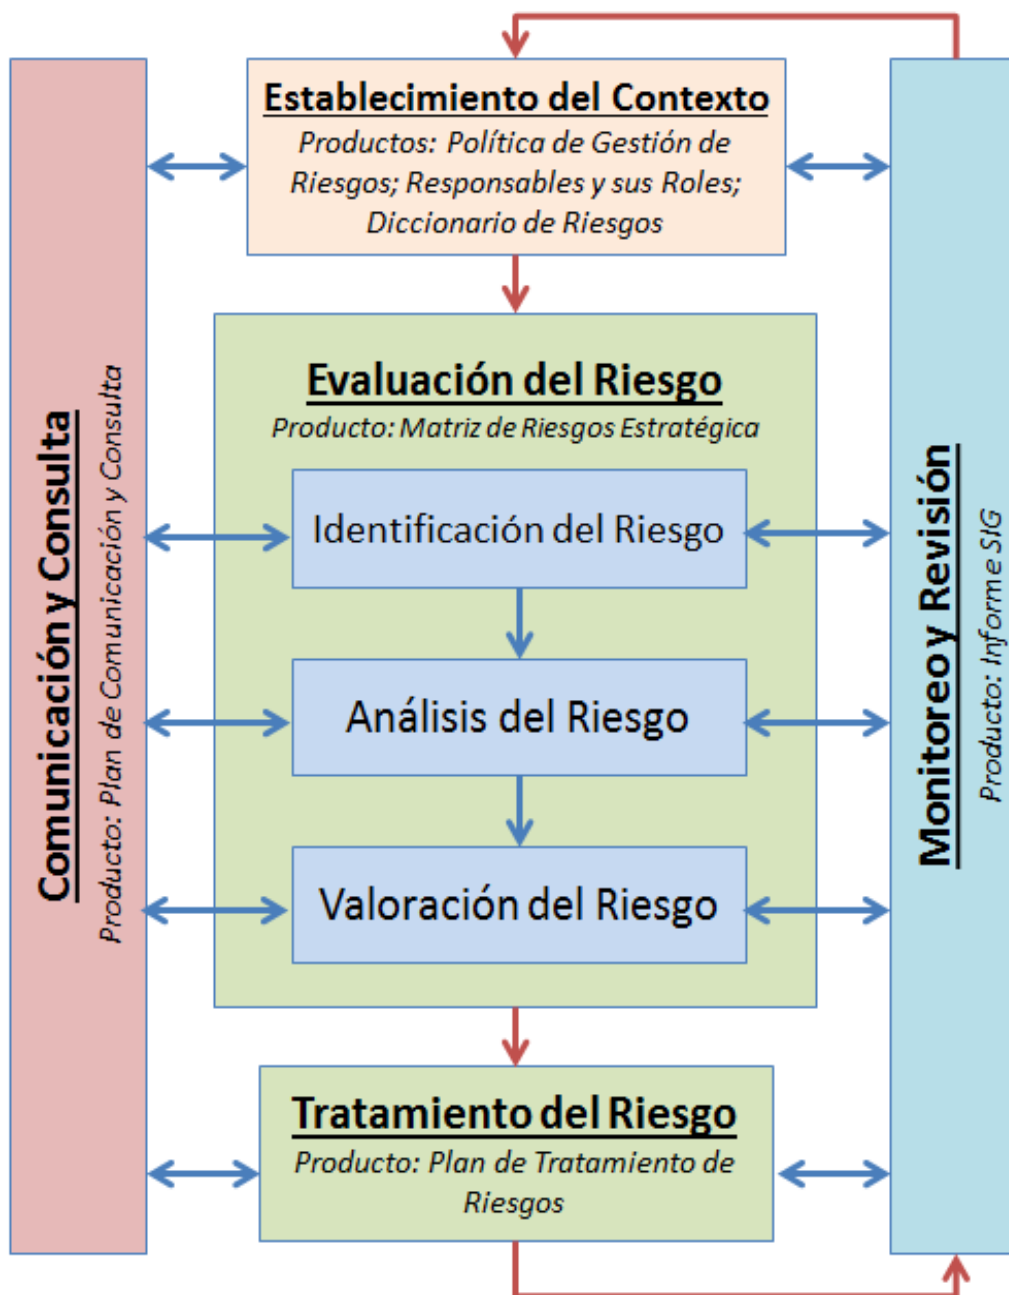 Establecimiento del Contexto
Productos: Política de Gestión de
Riesgos; Responsables y sus Roles;
Diccionario de Riesgos
Comunicación y Consulta
Producto: Plan de Comunicación y Consulta
Evaluación del Riesgo
Producto: Matriz de Riesgos Estratégica
Identificación del Riesgo
Análisis del Riesgo
Valoración del Riesgo
Monitoreo y Revisión
Producto: Informe SIG
Tratamiento del Riesgo
Producto: Plan de Tratamiento de
Riesgos